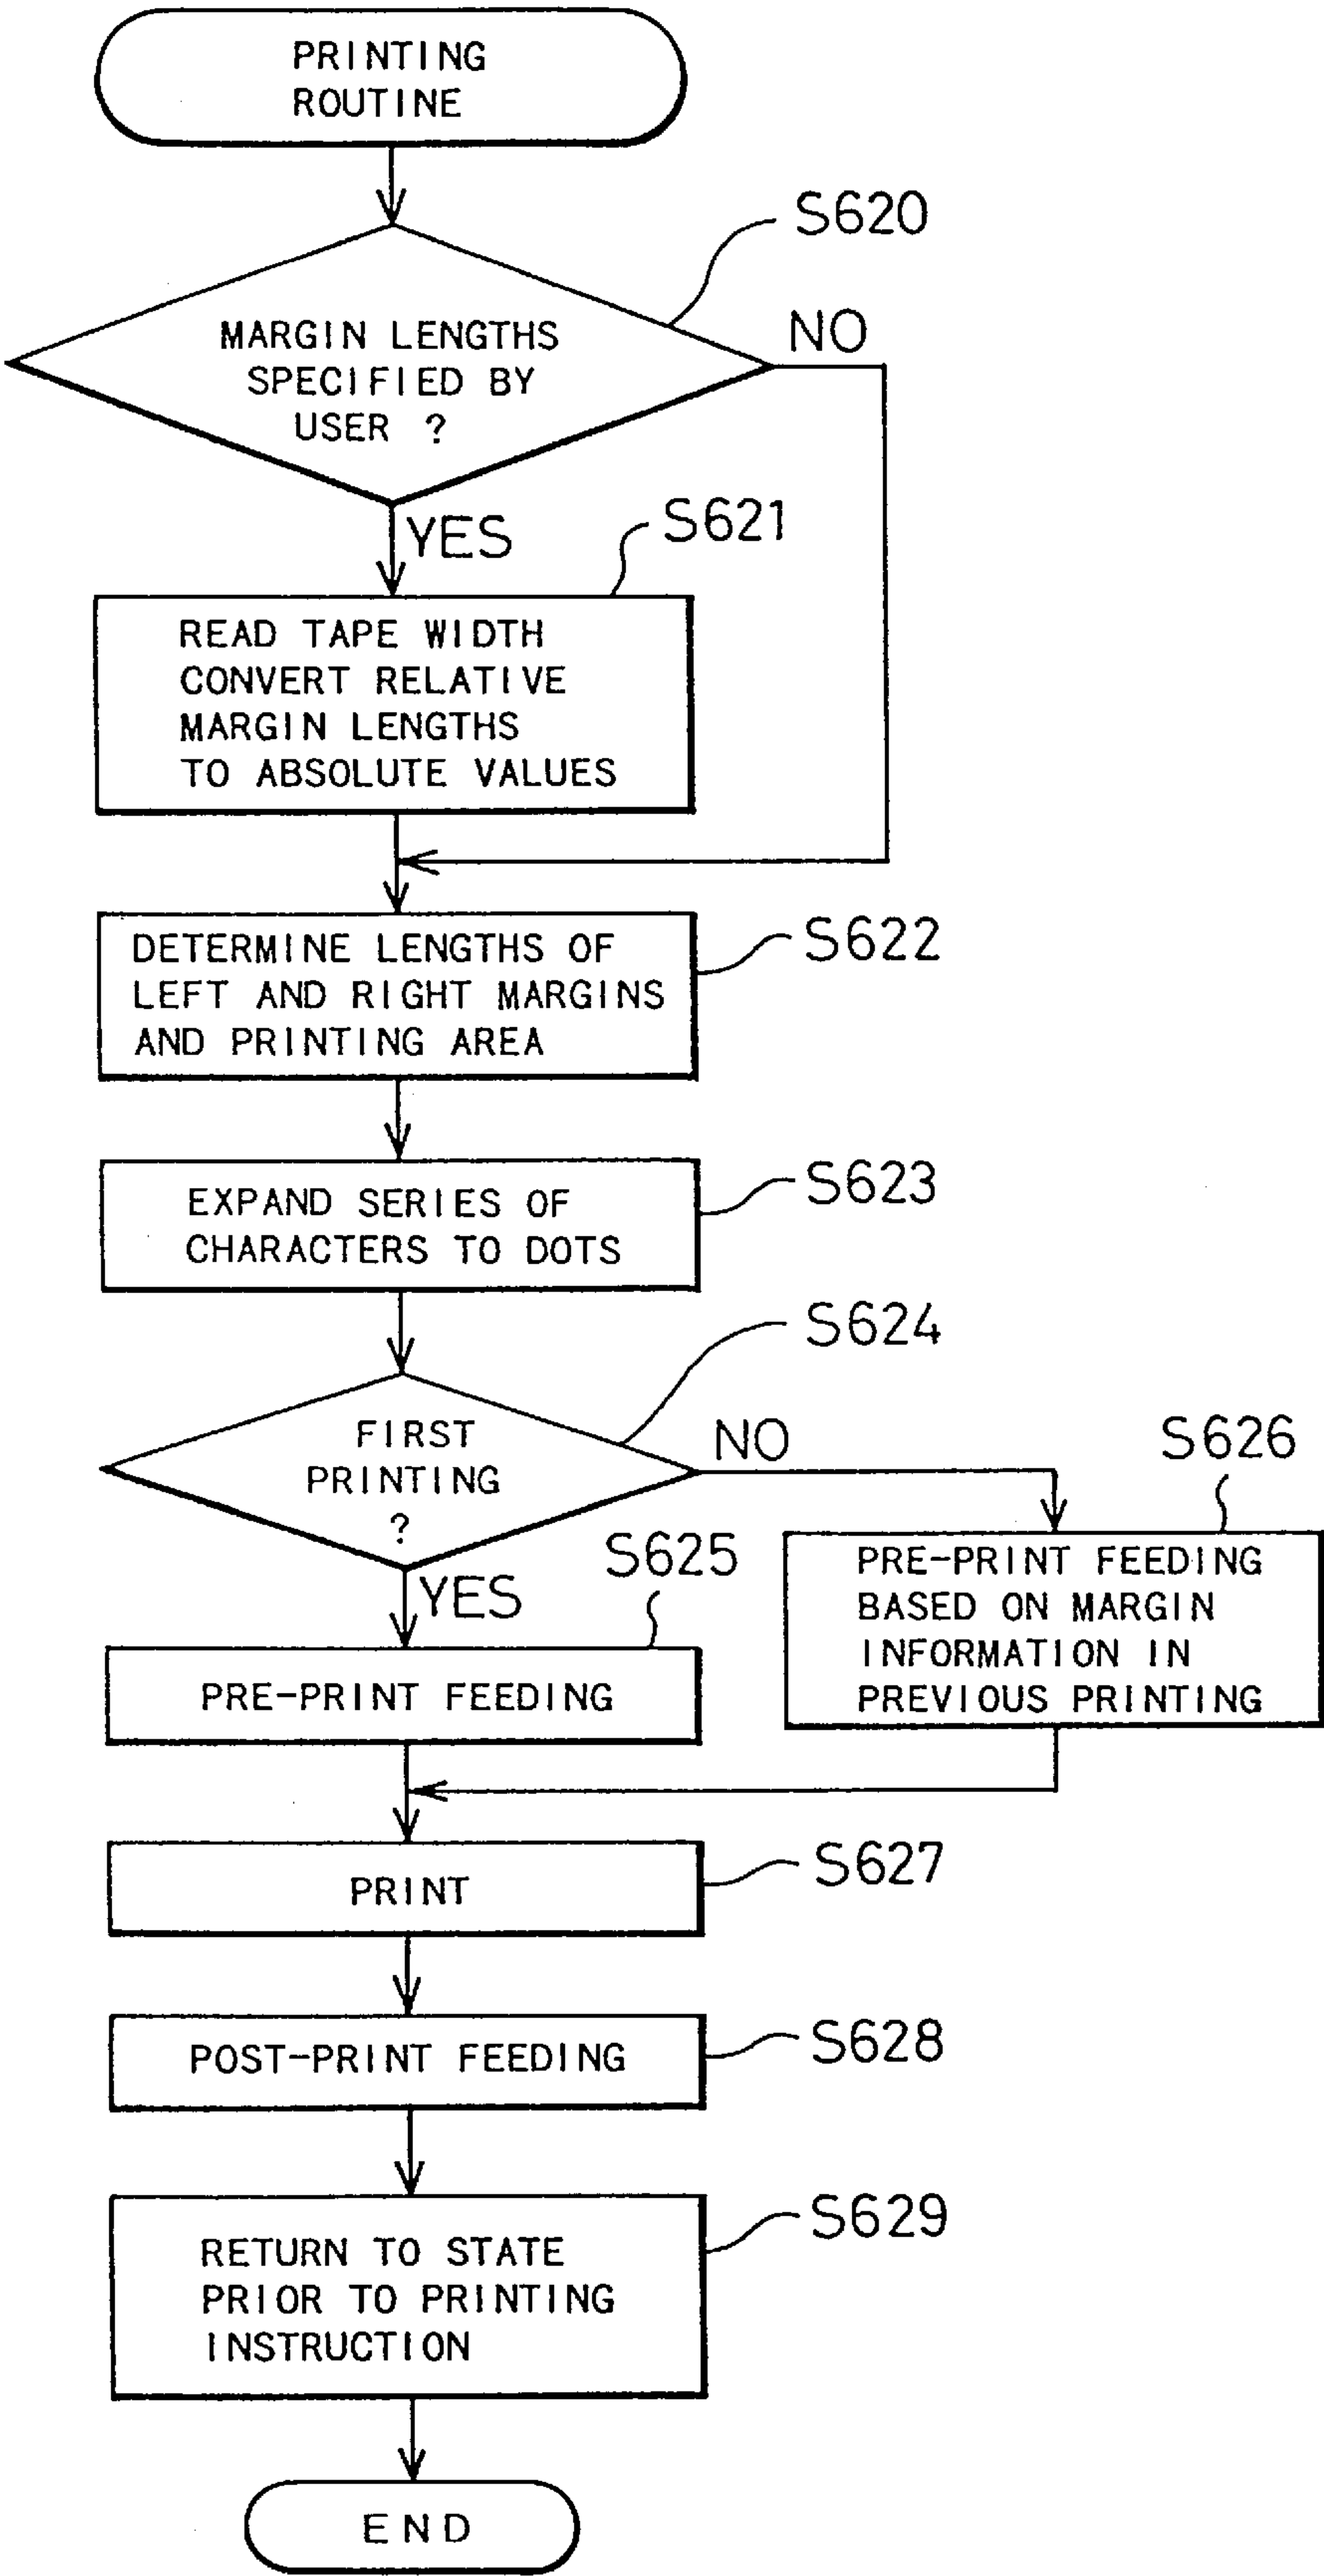 PRINTING
ROUTINE
S620
MARGIN LENGTHS
SPECIFIED BY
USER ?
NO
YES
S621
READ TAPE WIDTH
CONVERT RELATIVE
MARGIN LENGTHS
TO ABSOLUTE VALUES
S622
DETERMINE LENGTHS OF
LEFT AND RIGHT MARGINS
AND PRINTING AREA
S623
EXPAND SERIES OF
CHARACTERS TO DOTS
S624
FIRST
PRINTING
?
NO
S626
YES
S625
PRE-PRINT FEEDING
BASED ON MARGIN
INFORMATION IN
PREVIOUS PRINTING
PRE-PRINT FEEDING
S627
PRINT
S628
POST-PRINT FEEDING
S629
RETURN TO STATE
PRIOR TO PRINTING
INSTRUCTION
END